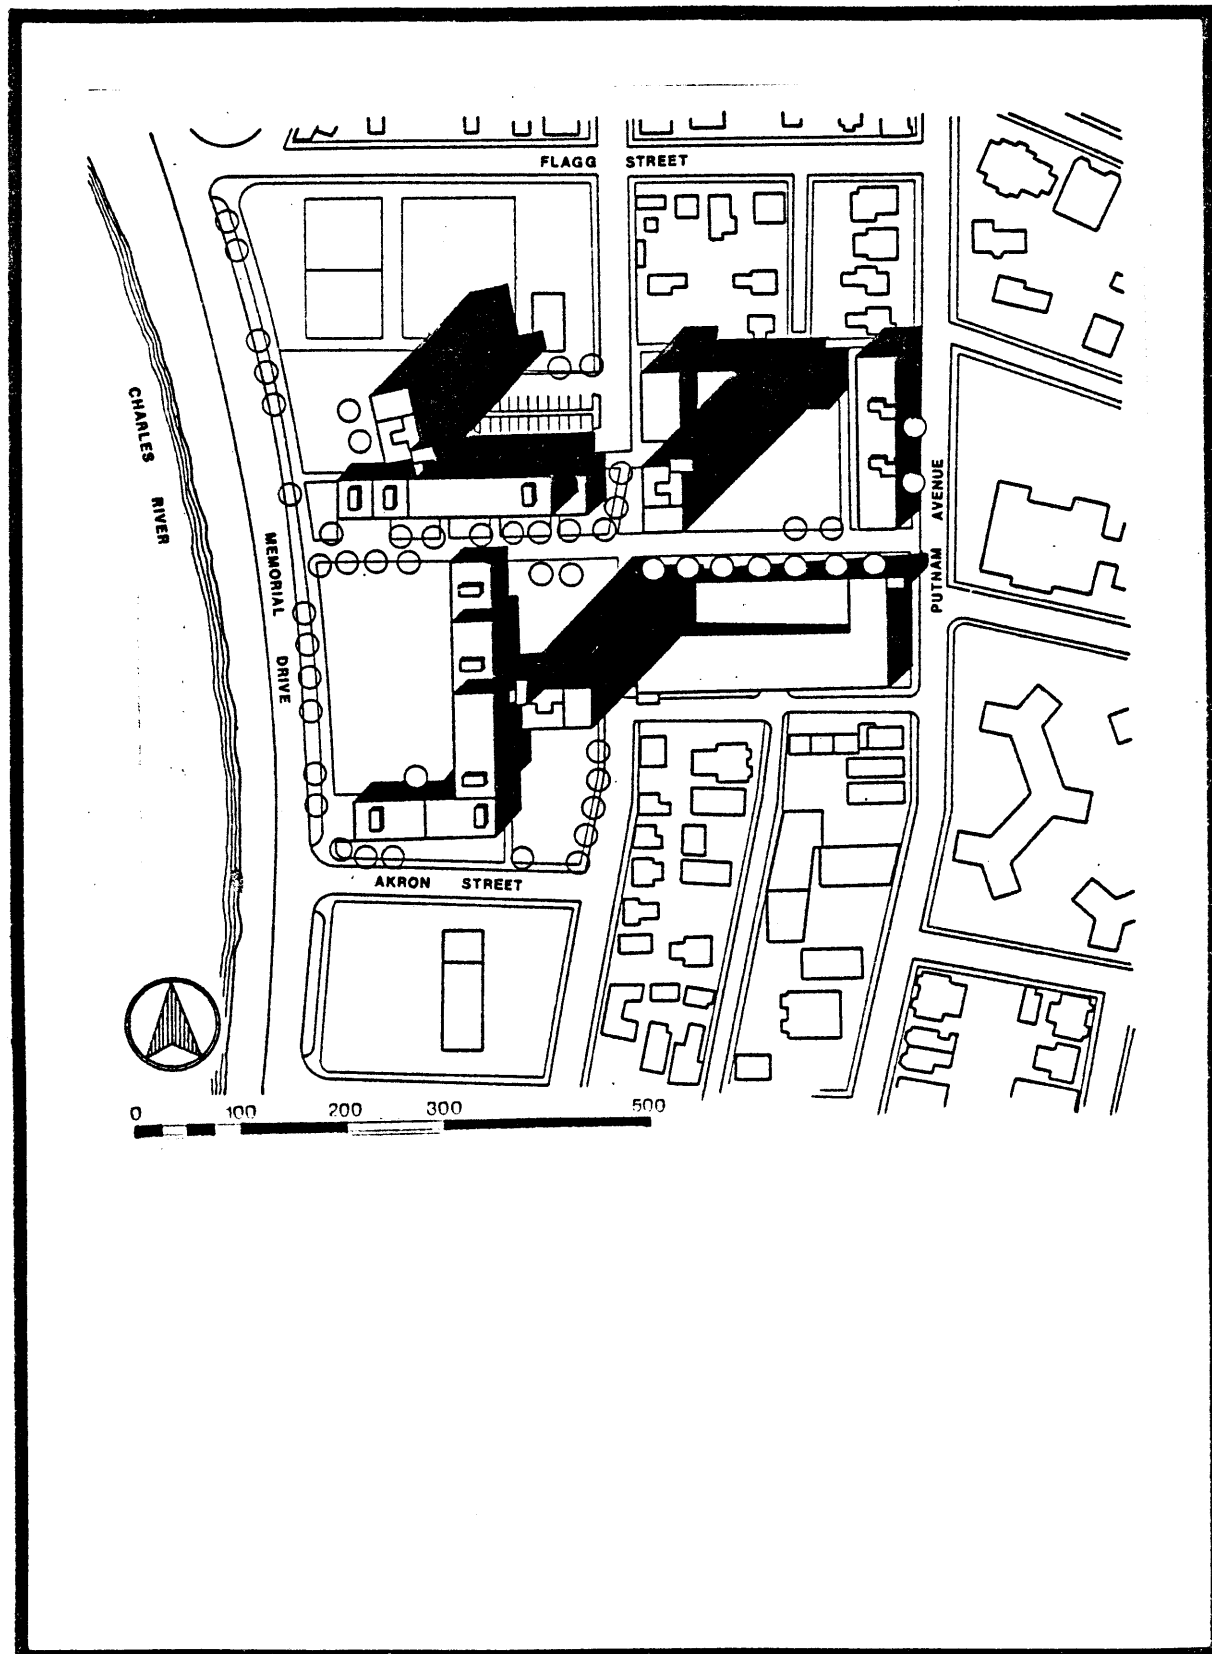 FLAGG STREET
CHARLES RIVER
MEMORIAL DRIVE
PUTNAM AVENUE
AKRON STREET
0 100 200 300 500